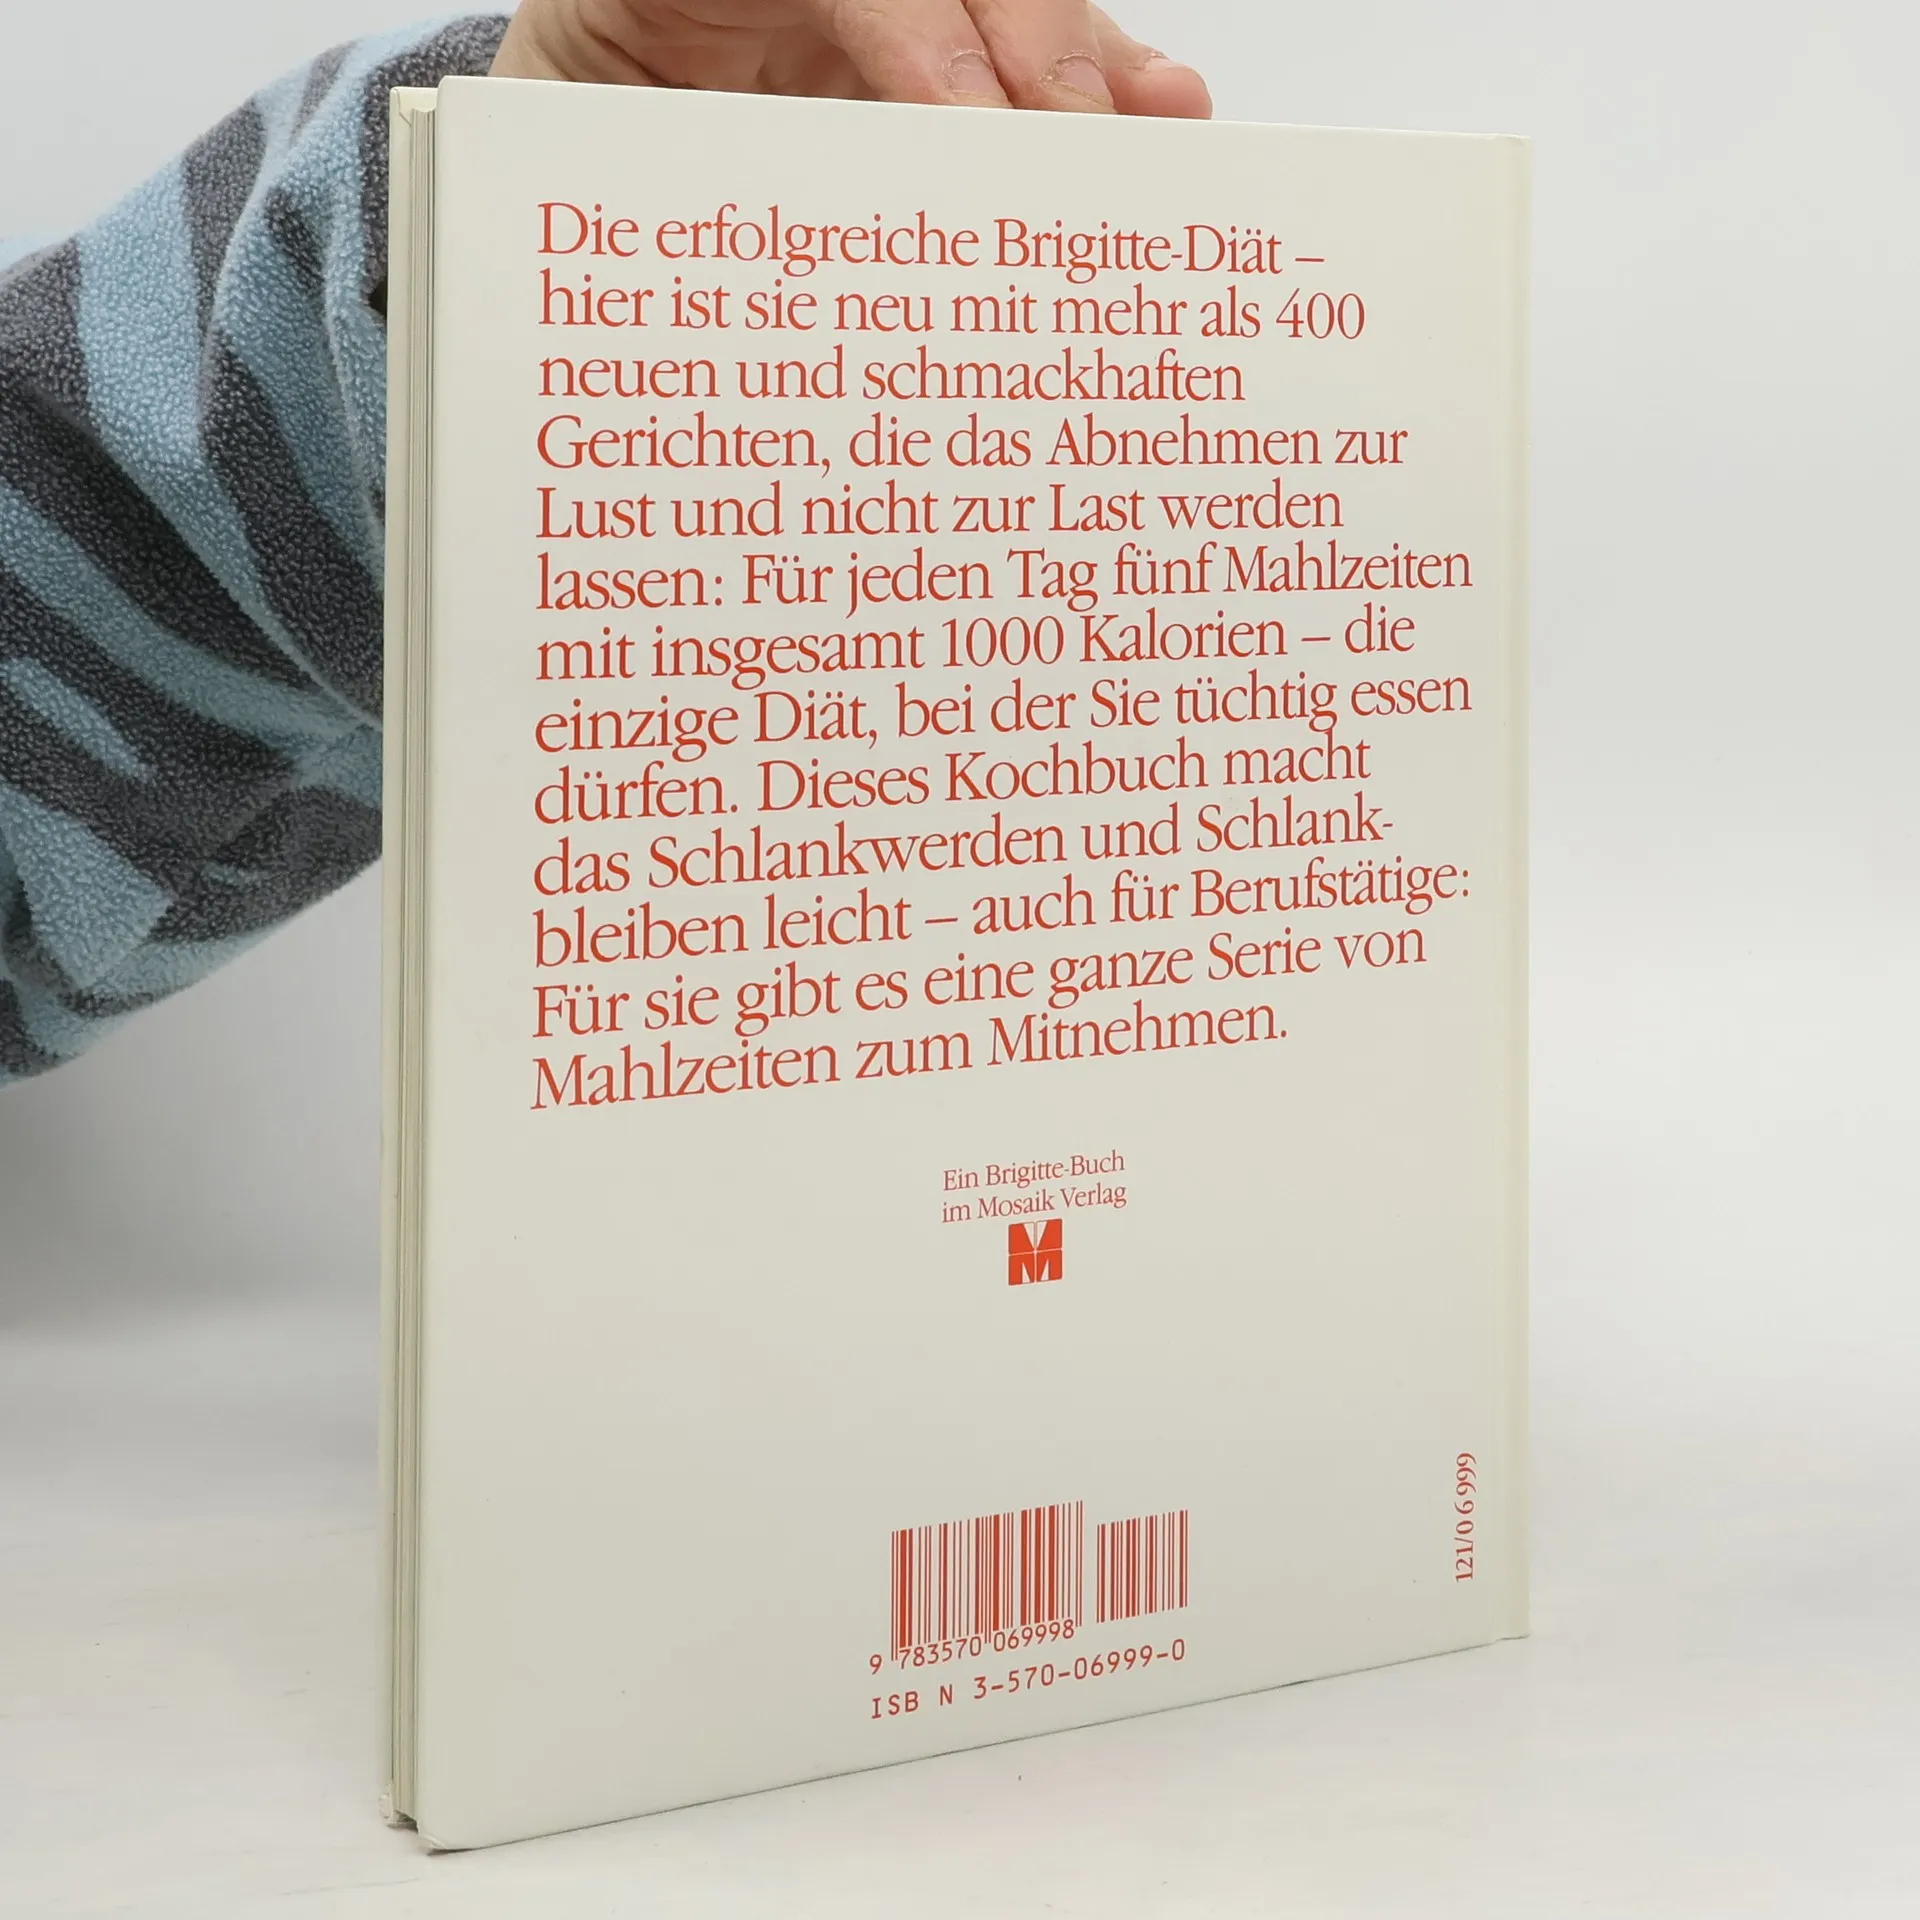 Die erfolgreiche Brigitte-Diät –
hier ist sie neu mit mehr als 400
neuen und schmackhaften
Gerichten, die das Abnehmen zur
Lust und nicht zur Last werden
lassen: Für jeden Tag fünf Mahlzeiten
mit insgesamt 1000 Kalorien – die
einzige Diät, bei der Sie tüchtig essen
dürfen. Dieses Kochbuch macht
das Schlankwerden und Schlank-
bleiben leicht – auch für Berufstätige:
Für sie gibt es eine ganze Serie von
Mahlzeiten zum Mitnehmen.
Ein Brigitte-Buch
im Mosaik Verlag
121/0 6 999
9 783570 069998
ISB N 3-570-06999-0